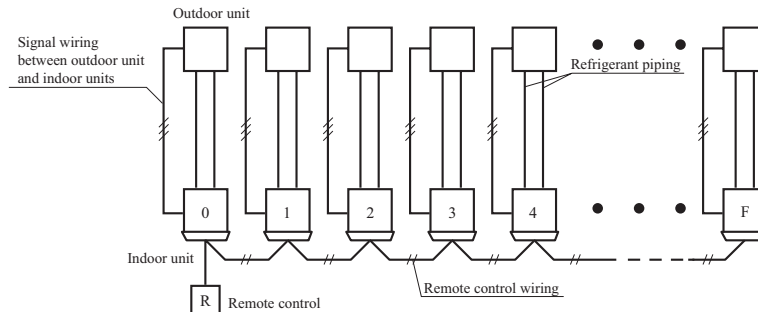 Outdoor unit
Signal wiring
between outdoor unit
and indoor units
Refrigerant piping
0
1
2
3
4
F
Indoor unit
Remote control wiring
R
Remote control